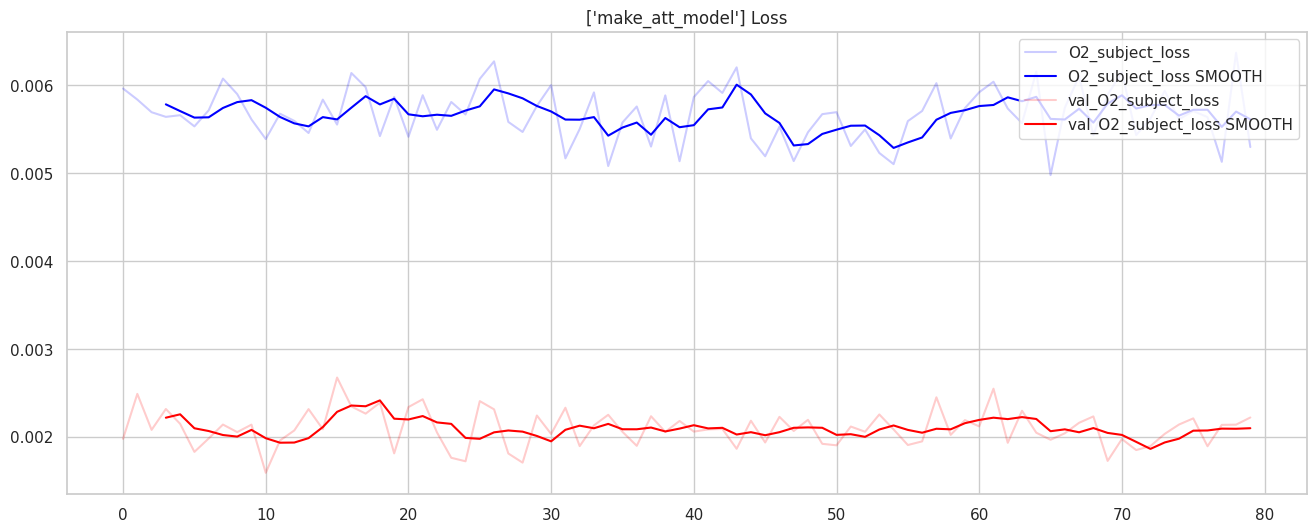 ['make_att_model'] Loss
O2_subject_loss
O2_subject_loss SMOOTH
val_O2_subject_loss
val_O2_subject_loss SMOOTH
0.006
0.005
0.004
0.003
0.002
0 10 20 30 40 50 60 70 80